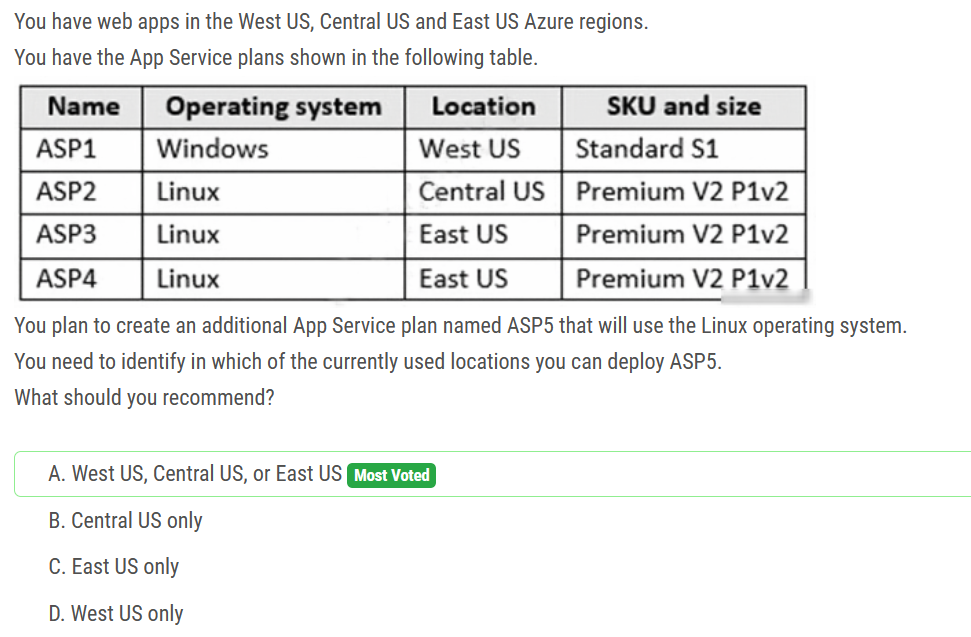 You have web apps in the West US, Central US and East US Azure regions.
You have the App Service plans shown in the following table.
Name Operating system Location SKU and size
ASP1 Windows West US Standard S1
ASP2 Linux Central US Premium V2 P1v2
ASP3 Linux East US Premium V2 P1v2
ASP4 Linux East US Premium V2 P1v2
You plan to create an additional App Service plan named ASP5 that will use the Linux operating system.
You need to identify in which of the currently used locations you can deploy ASP5.
What should you recommend?
A. West US, Central US, or East US Most Voted
B. Central US only
C. East US only
D. West US only